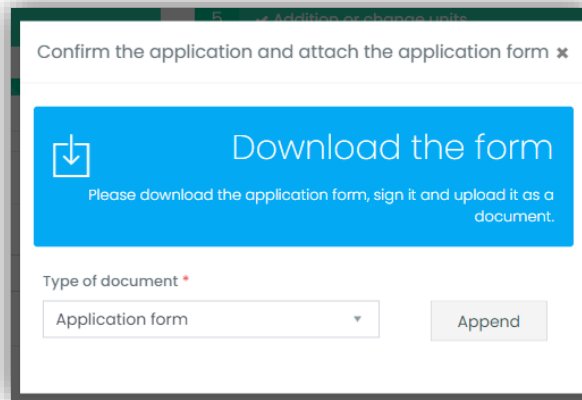 5 ✓ Addition or change units
Confirm the application and attach the application form ×
Download the form
Please download the application form, sign it and upload it as a
document.
Type of document *
Application form
Append